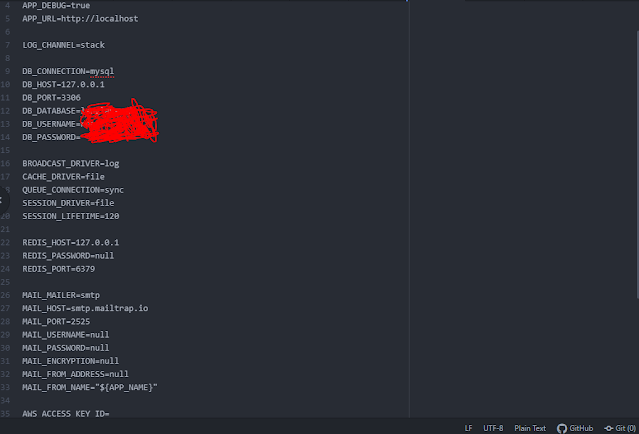 4 APP_DEBUG=true
5 APP_URL=http://localhost
6
7 LOG_CHANNEL=stack
8
9 DB_CONNECTION=mysql
10 DB_HOST=127.0.0.1
11 DB_PORT=3306
12 DB_DATABASE=
13 DB_USERNAME=
14 DB_PASSWORD=
15
16 BROADCAST_DRIVER=log
17 CACHE_DRIVER=file
18 QUEUE_CONNECTION=sync
SESSION_DRIVER=file
20 SESSION_LIFETIME=120
21
22 REDIS_HOST=127.0.0.1
23 REDIS_PASSWORD=null
24 REDIS_PORT=6379
25
26 MAIL_MAILER=smtp
27 MAIL_HOST=smtp.mailtrap.io
28 MAIL_PORT=2525
29 MAIL_USERNAME=null
30 MAIL_PASSWORD=null
31 MAIL_ENCRYPTION=null
32 MAIL_FROM_ADDRESS=null
33 MAIL_FROM_NAME="${APP_NAME}"
34
35 AWS_ACCESS_KEY_ID=
LF UTF-8 Plain Text GitHub Git (0)